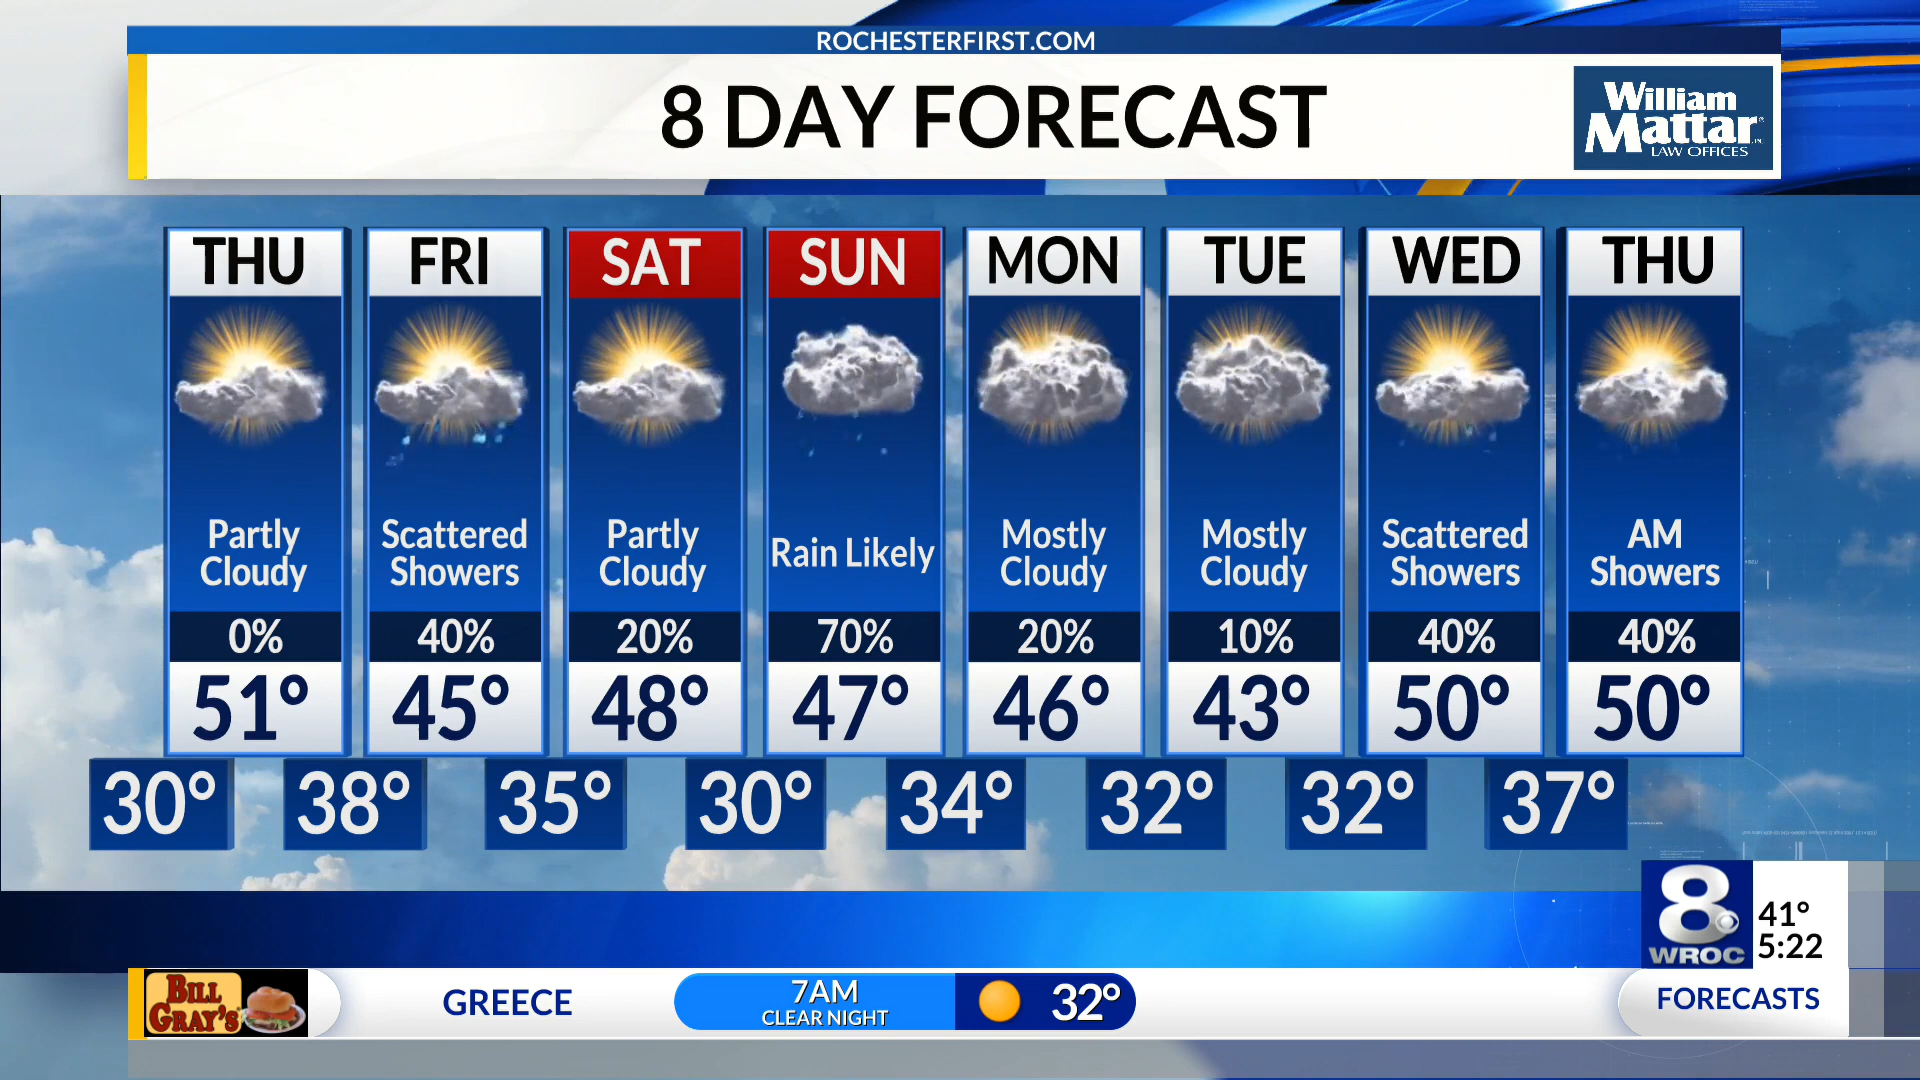 ROCHESTERFIRST.COM
8 DAY FORECAST
William
Mattar
LAW OFFICES
THU FRI SAT SUN MON TUE WED THU
Partly Cloudy
Scattered Showers
Partly Cloudy
Rain Likely
Mostly Cloudy
Mostly Cloudy
Scattered Showers
AM Showers
0% 40% 20% 70% 20% 10% 40% 40%
51° 45° 48° 47° 46° 43° 50° 50°
30° 38° 35° 30° 34° 32° 32° 37°
8
WROC
41°
5:22
BILL
GRAY'S
GREECE
7AM
CLEAR NIGHT
32°
FORECASTS